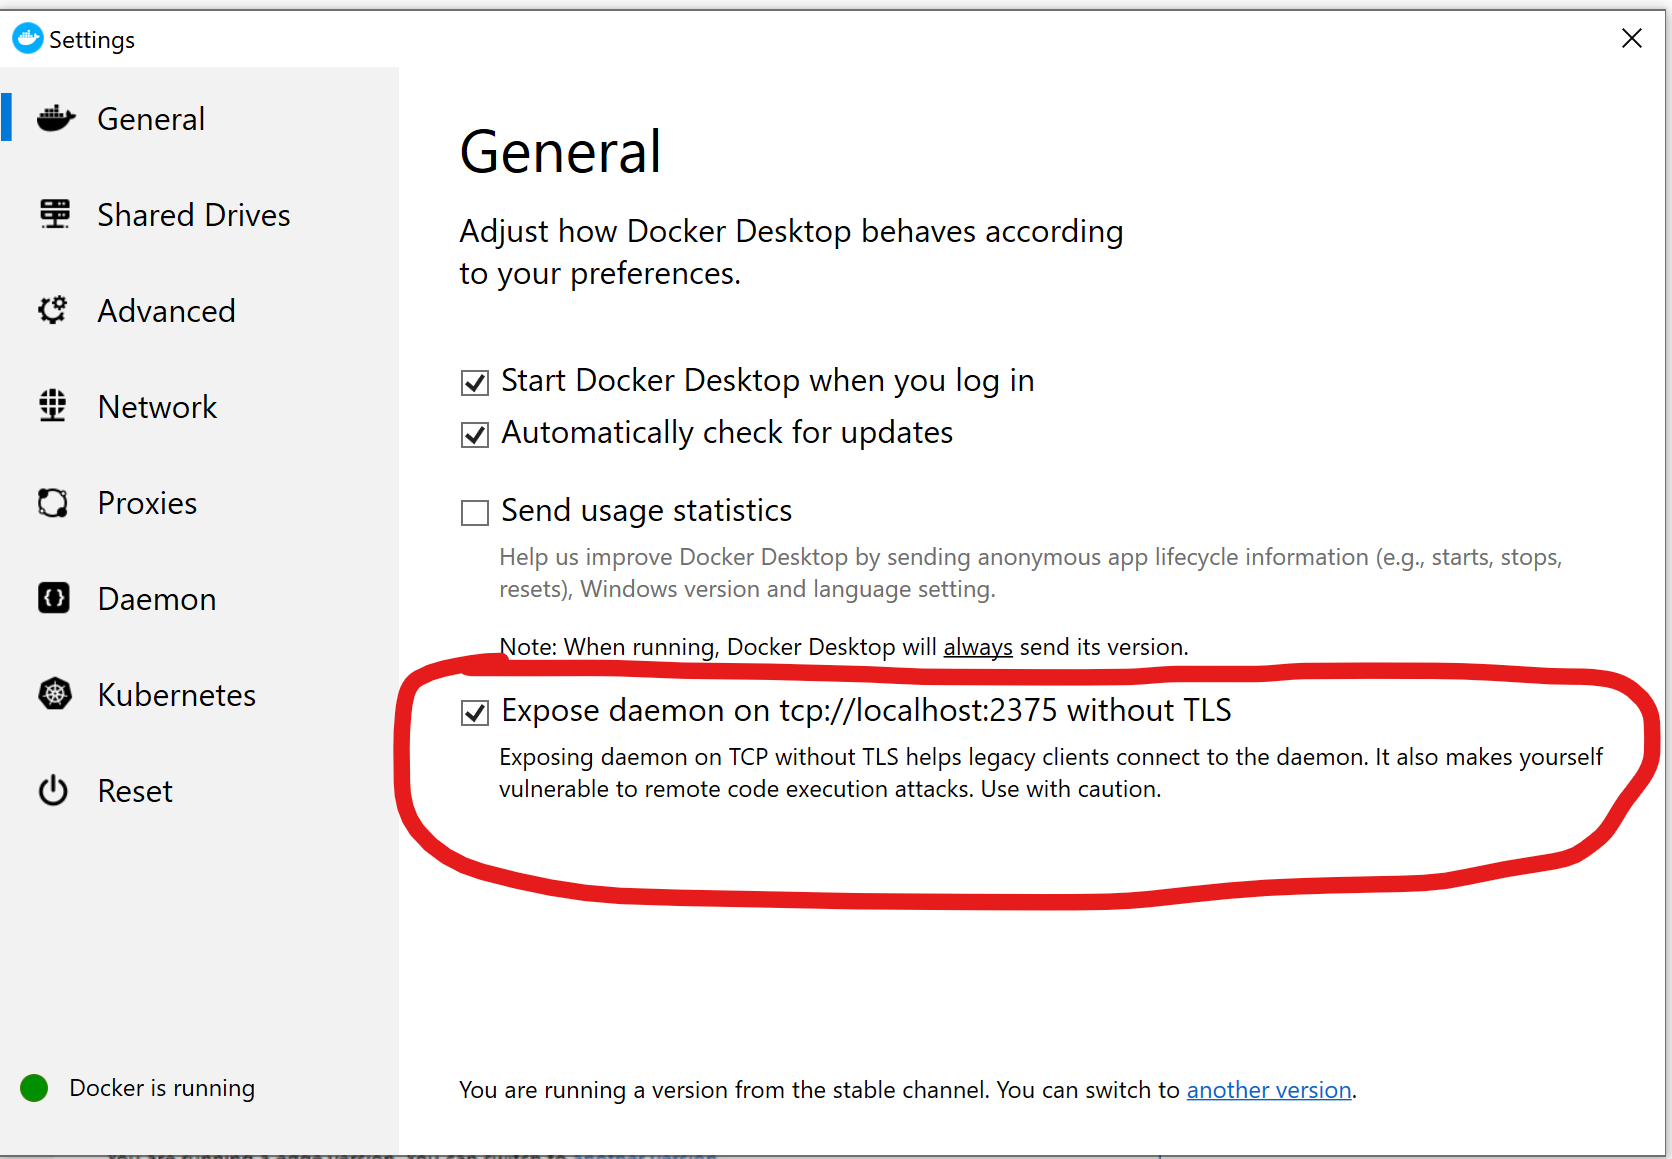 Settings
General
Shared Drives
Advanced
Network
Proxies
Daemon
Kubernetes
Reset
Docker is running
General
Adjust how Docker Desktop behaves according
to your preferences.
Start Docker Desktop when you log in
Automatically check for updates
Send usage statistics
Help us improve Docker Desktop by sending anonymous app lifecycle information (e.g., starts, stops,
resets), Windows version and language setting.
Note: When running, Docker Desktop will always send its version.
Expose daemon on tcp://localhost:2375 without TLS
Exposing daemon on TCP without TLS helps legacy clients connect to the daemon. It also makes yourself
vulnerable to remote code execution attacks. Use with caution.
You are running a version from the stable channel. You can switch to another version.